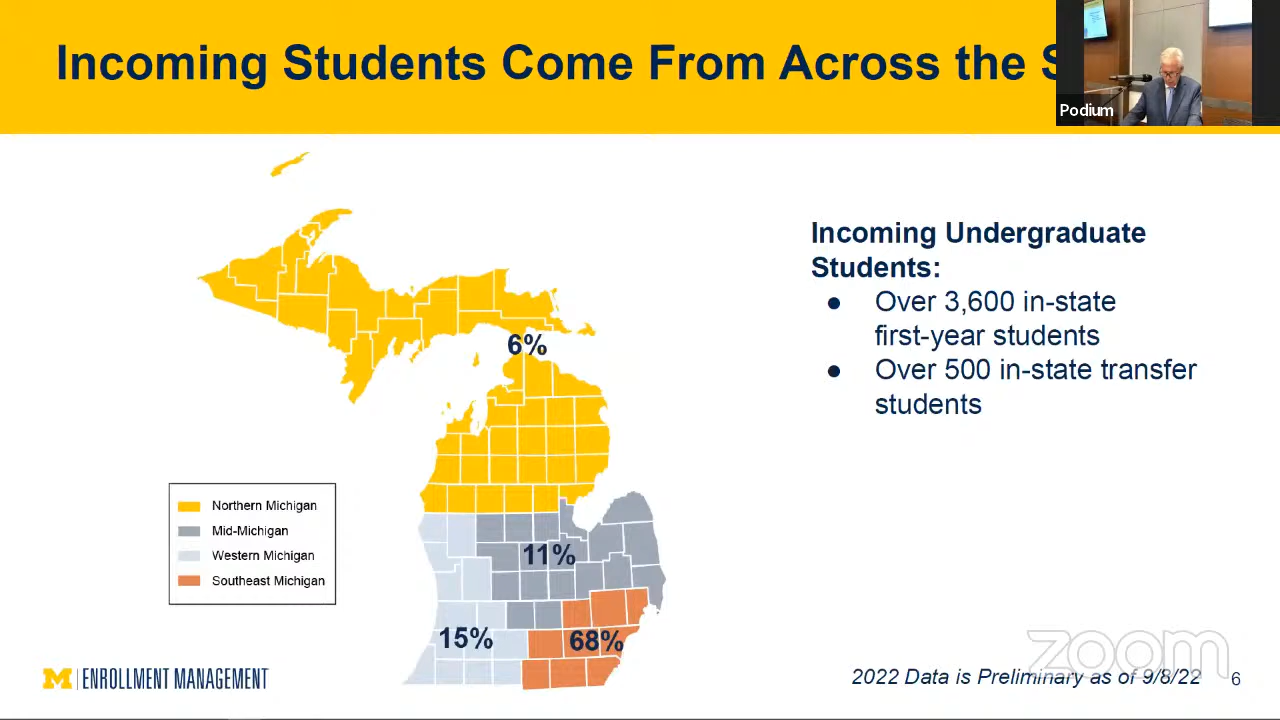 Incoming Students Come From Across the S
Podium
Incoming Undergraduate
Students:
● Over 3,600 in-state
first-year students
● Over 500 in-state transfer
students
6%
11%
15%
68%
Northern Michigan
Mid-Michigan
Western Michigan
Southeast Michigan
M ENROLLMENT MANAGEMENT
zoom
2022 Data is Preliminary as of 9/8/22
6